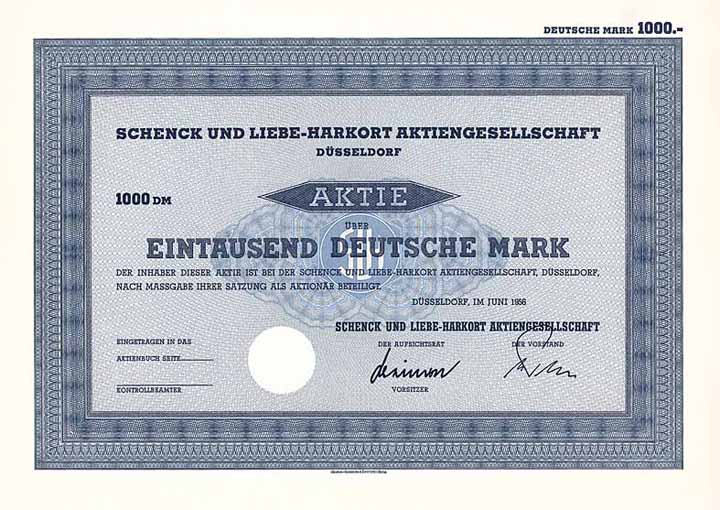 DEUTSCHE MARK 1000.-
SCHENCK UND LIEBE-HARKORT AKTIENGESELLSCHAFT
DÜSSELDORF
1000 DM
AKTIE
ÜBER
EINTAUSEND DEUTSCHE MARK
DER INHABER DIESER AKTIE IST BEI DER SCHENCK UND LIEBE-HARKORT AKTIENGESELLSCHAFT, DÜSSELDORF,
NACH MASSGABE IHRER SATZUNG ALS AKTIONÄR BETEILIGT.
DÜSSELDORF, IM JUNI 1956
SCHENCK UND LIEBE-HARKORT AKTIENGESELLSCHAFT
EINGETRAGEN IN DAS
AKTIENBUCH SEITE
DER AUFSICHTSRAT
DER VORSTAND
KONTROLLBEAMTER
VORSITZER